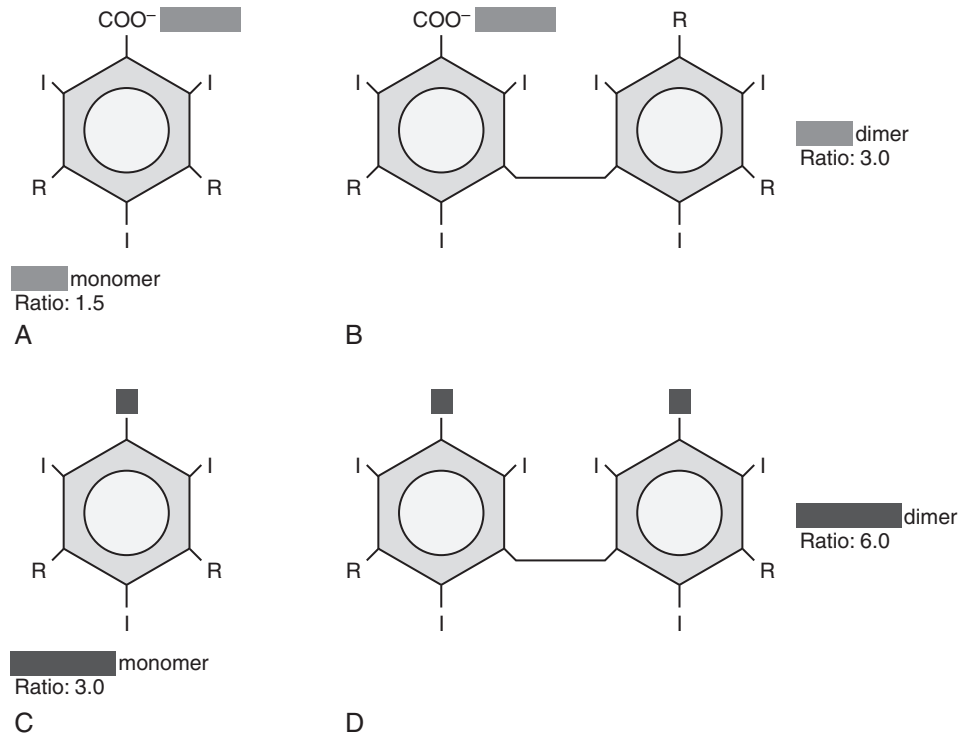 COO–
I I
R R
I
monomer
Ratio: 1.5
A
COO– R
I I I I
R R
I I
dimer
Ratio: 3.0
B
I I
R R
I
monomer
Ratio: 3.0
C
I I I I
R R
I I
dimer
Ratio: 6.0
D